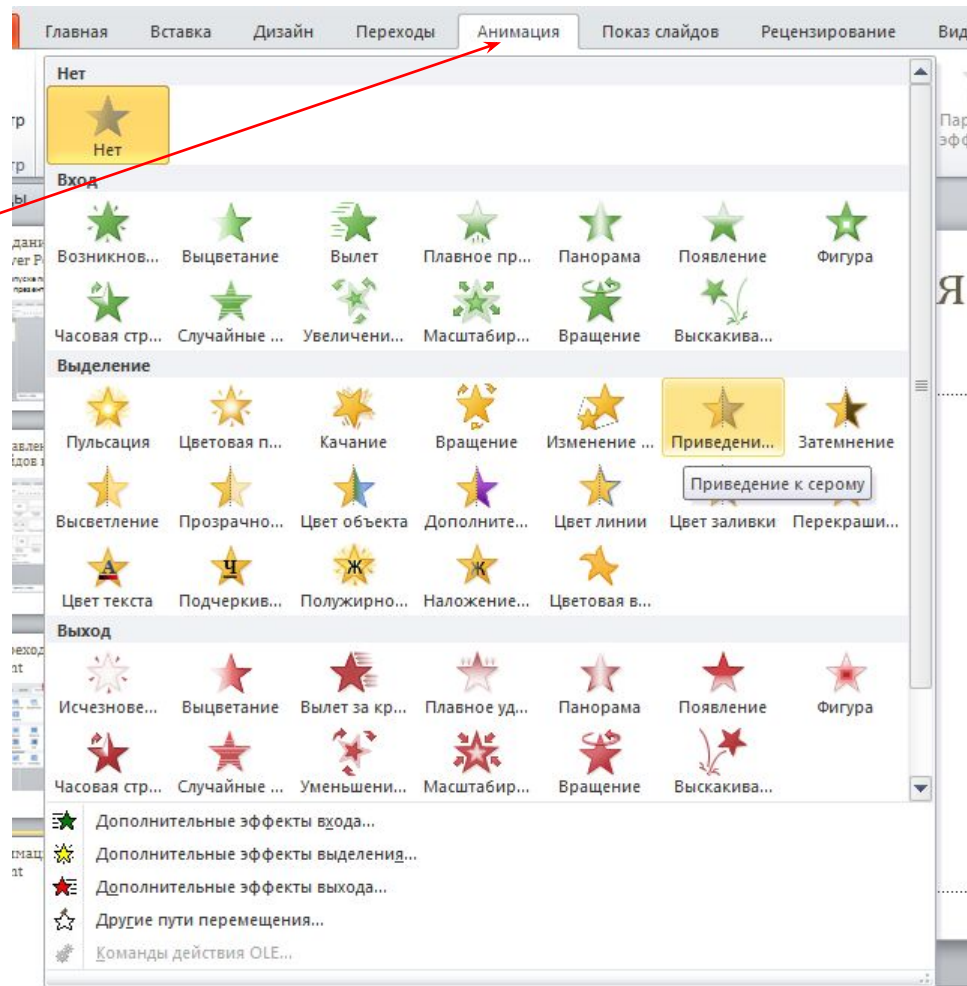 Главная Вставка Дизайн Переходы Анимация Показ слайдов Рецензирование Вид
Нет
Нет
Вход
Возникнов... Выцветание Вылет Плавное пр... Панорама Появление Фигура
Часовая стр... Случайные ... Увеличени... Масштабир... Вращение Выскакива...
Выделение
Пульсация Цветовая п... Качание Вращение Изменение ... Приведени... Затемнение
Приведение к серому
Высветление Прозрачно... Цвет объекта Дополните... Цвет линии Цвет заливки Перекраши...
Цвет текста Подчеркив... Полужирно... Наложение... Цветовая в...
Выход
Исчезнове... Выцветание Вылет за кр... Плавное уд... Панорама Появление Фигура
Часовая стр... Случайные ... Уменьшени... Масштабир... Вращение Выскакива...
Дополнительные эффекты входа...
Дополнительные эффекты выделения...
Дополнительные эффекты выхода...
Другие пути перемещения...
Команды действия OLE...